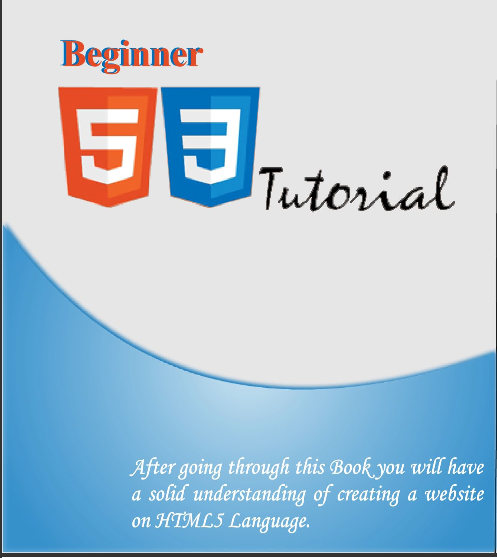 Beginner
5 3
Tutorial
After going through this Book you will have
a solid understanding of creating a website
on HTML5 Language.